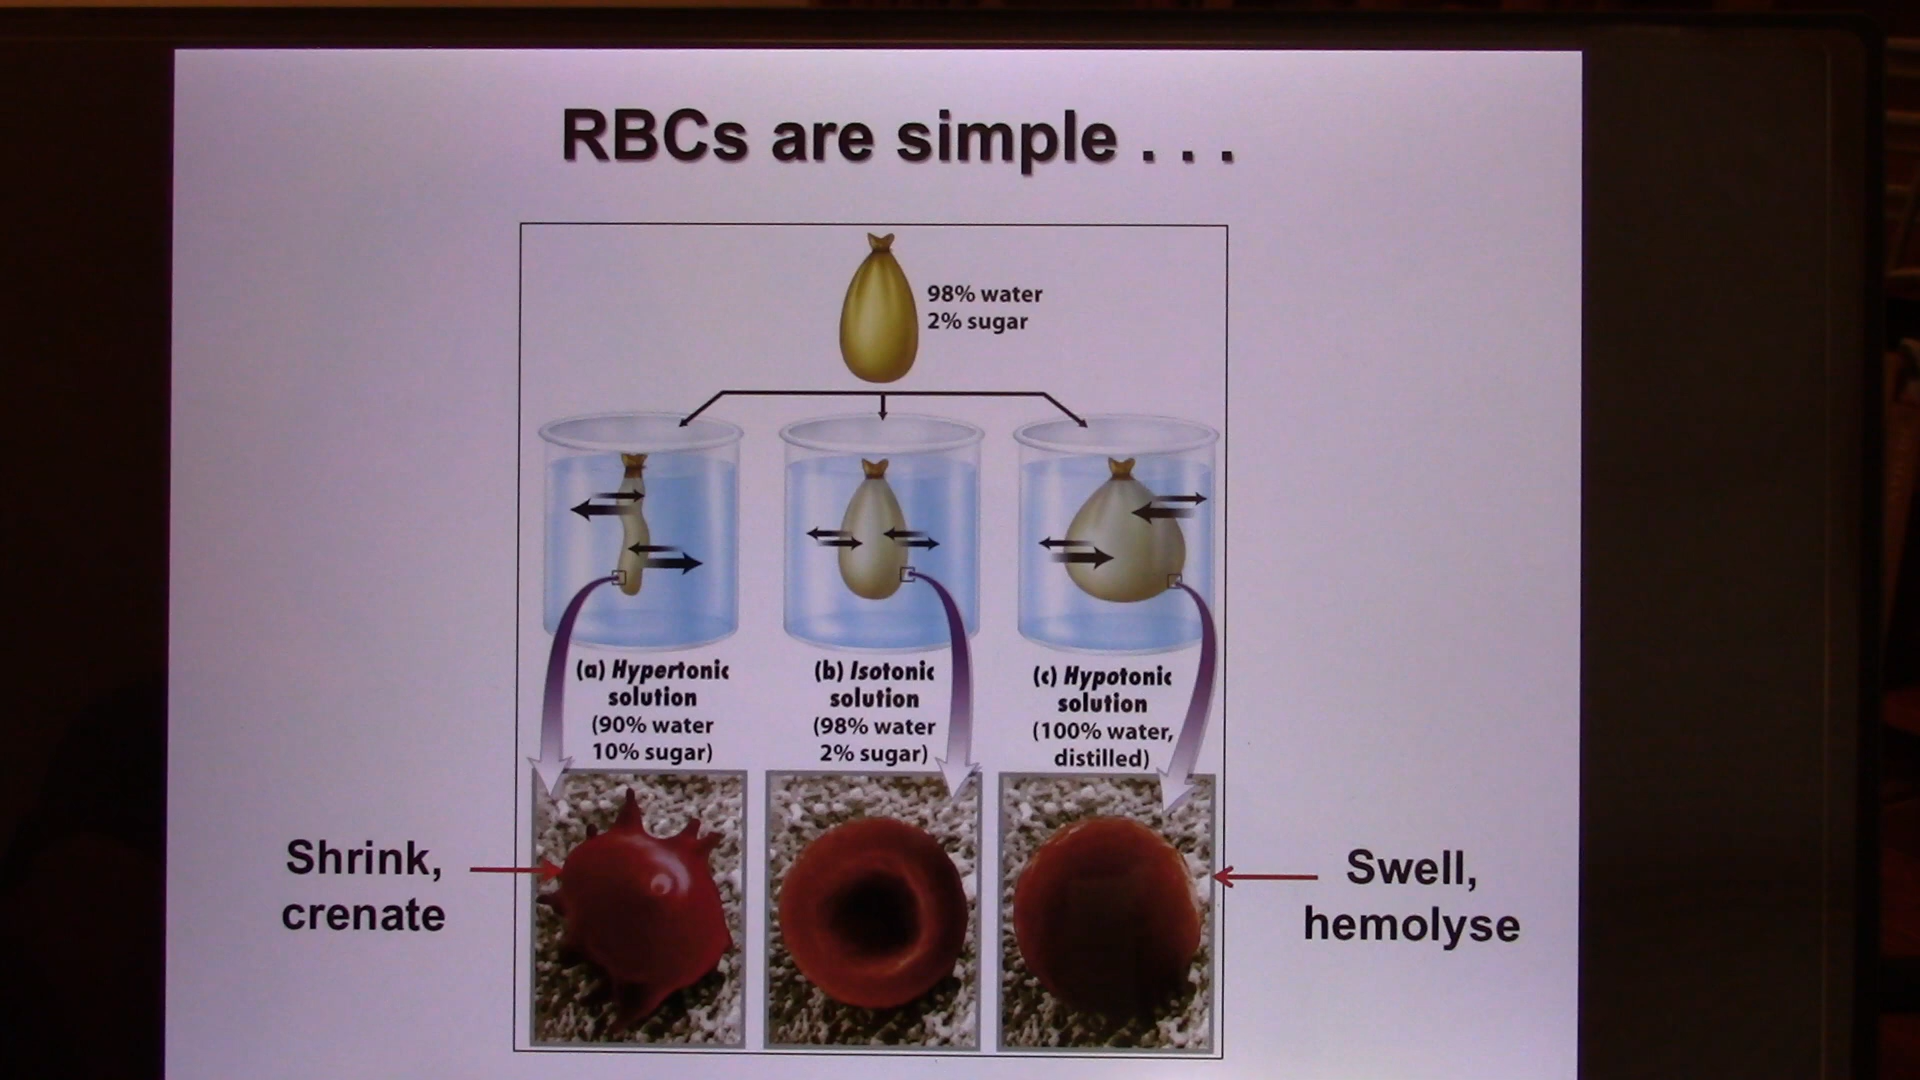 RBCs are simple . . .
98% water
2% sugar
(a) Hypertonic
solution
(90% water
10% sugar)
(b) Isotonic
solution
(98% water
2% sugar)
(c) Hypotonic
solution
(100% water,
distilled)
Shrink,
crenate
Swell,
hemolyse